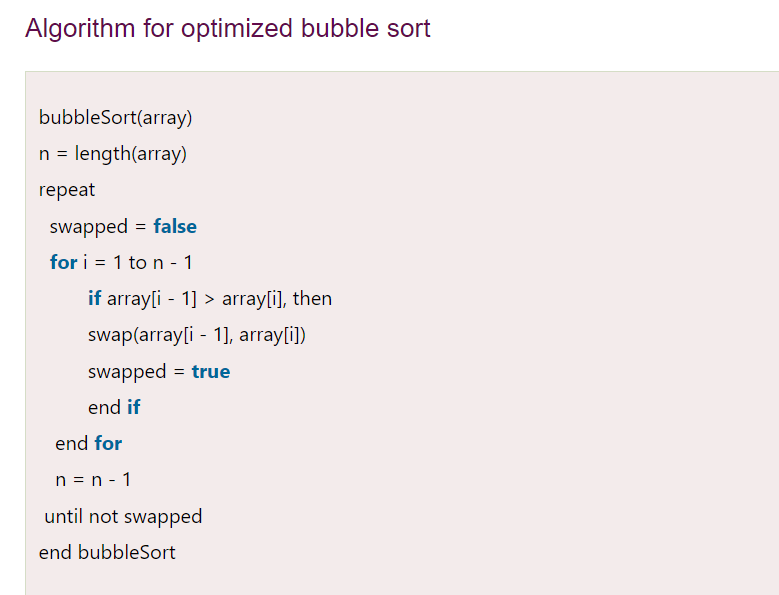 Algorithm for optimized bubble sort
bubbleSort(array)
n = length(array)
repeat
swapped = false
for i = 1 to n - 1
if array[i - 1] > array[i], then
swap(array[i - 1], array[i])
swapped = true
end if
end for
n = n - 1
until not swapped
end bubbleSort